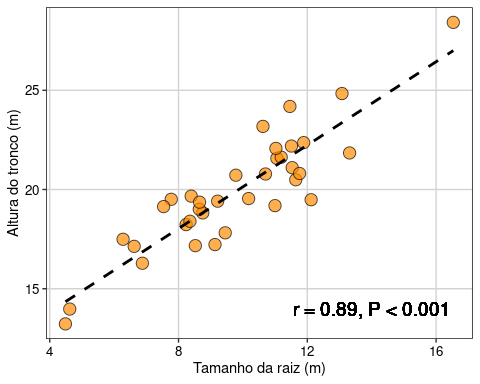 25
20
15
4
8
12
16
Altura do tronco (m)
Tamanho da raiz (m)
r = 0.89, P < 0.001